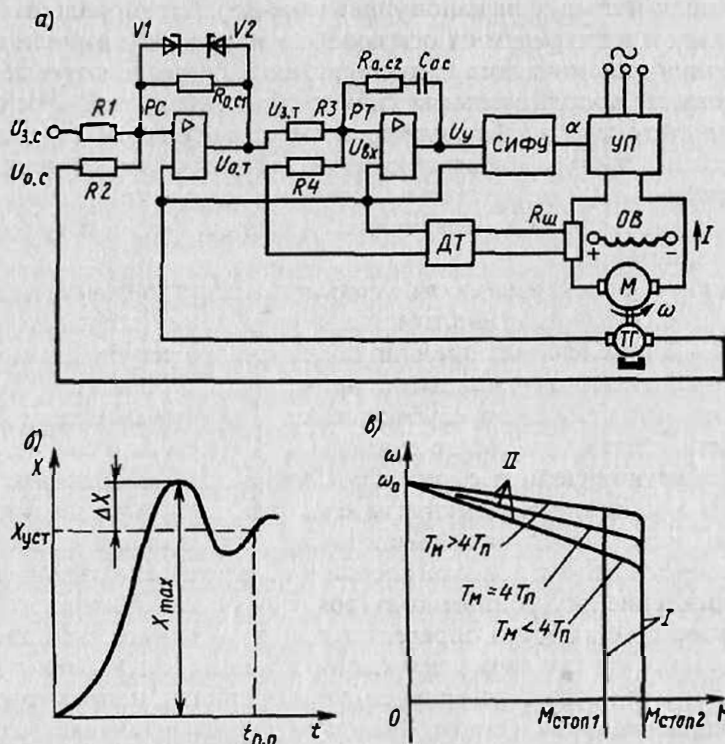 а)
V1 V2
Rо,с1
Rо,с2 Cос
R1 PC R3 PT
Uз.с
Uо,т Uз.т Uвх Uу
СИФУ α УП
Uо.с R2 R4
Rш ОВ I
+ -
ДТ
М
ω
ТГ
б) в)
X ω
ΔX ω₀ II
Xуст
Xmax
Tм>4Tп
Tм=4Tп
Tм<4Tп
I
0 Mстоп1 Mстоп2 M
tп.п t